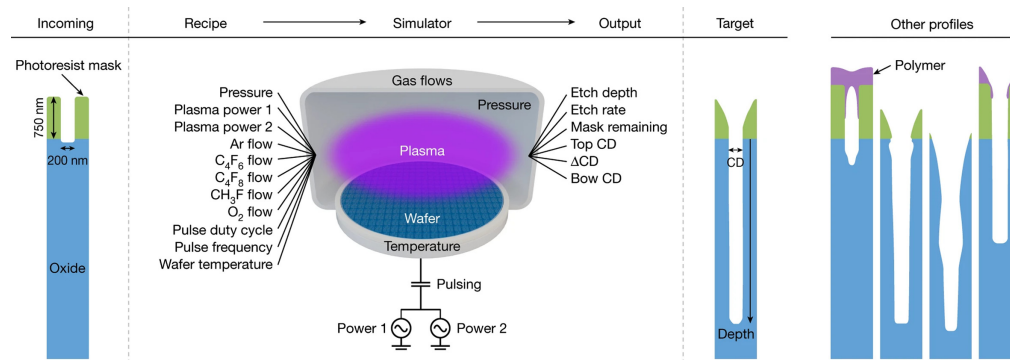 Incoming
Recipe
Simulator
Output
Target
Other profiles
Photoresist mask
750 nm
200 nm
Oxide
Pressure
Plasma power 1
Plasma power 2
Ar flow
C₄F₆ flow
C₄F₈ flow
CH₃F flow
O₂ flow
Pulse duty cycle
Pulse frequency
Wafer temperature
Gas flows
Pressure
Plasma
Wafer
Temperature
Pulsing
Power 1
Power 2
Etch depth
Etch rate
Mask remaining
Top CD
ΔCD
Bow CD
CD
Depth
Polymer